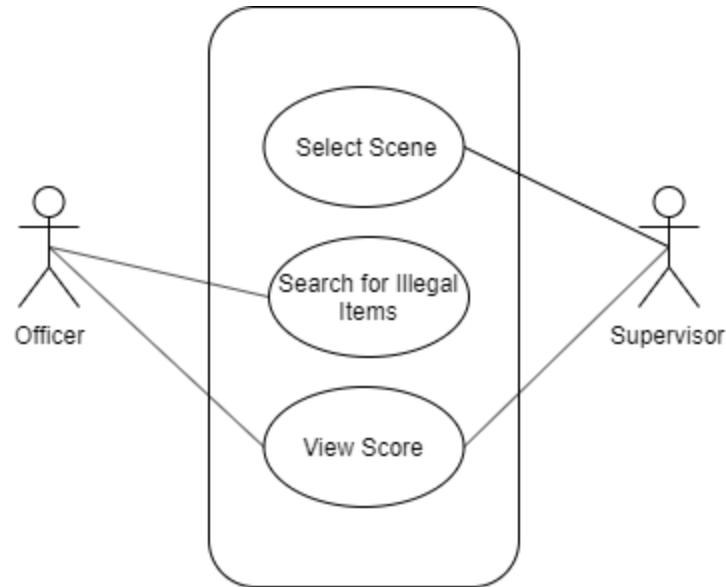 Select Scene
Search for Illegal
Items
Officer
Supervisor
View Score